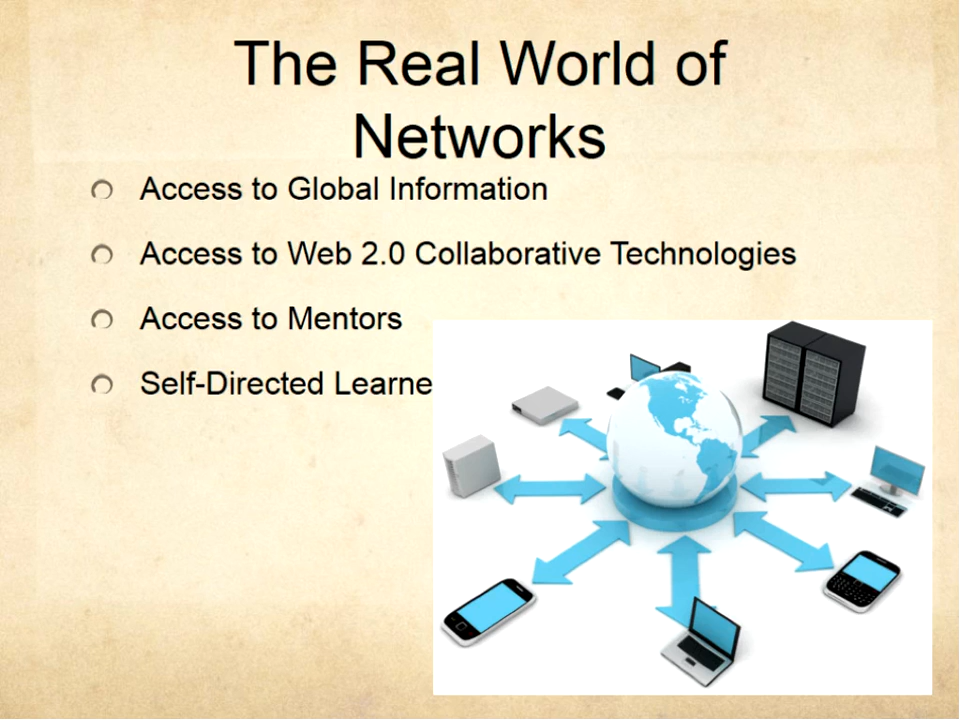 The Real World of
Networks
Access to Global Information
Access to Web 2.0 Collaborative Technologies
Access to Mentors
Self-Directed Learne